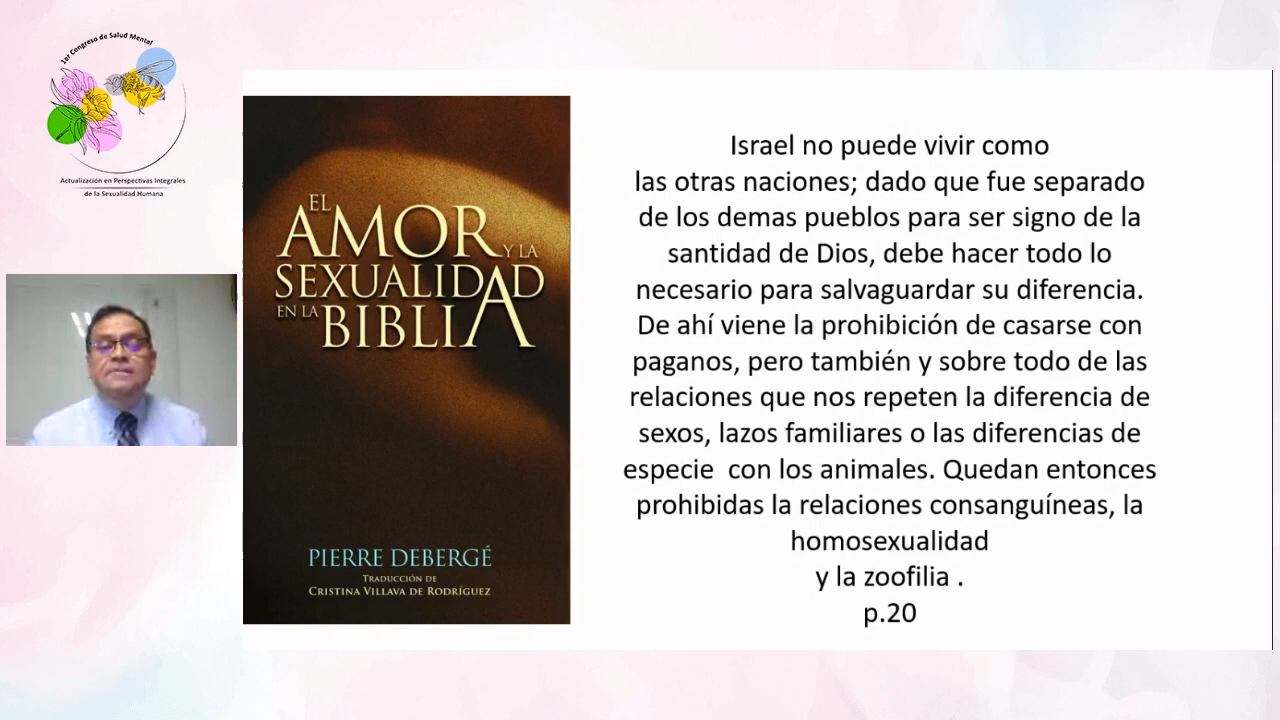 1er Congreso de Salud Mental
Actualización en Perspectivas Integrales
de la Sexualidad Humana
EL
AMOR Y LA
SEXUALIDAD
EN LA BIBLIA
PIERRE DEBERGÉ
TRADUCCIÓN DE
CRISTINA VILLAVA DE RODRÍGUEZ
Israel no puede vivir como
las otras naciones; dado que fue separado
de los demas pueblos para ser signo de la
santidad de Dios, debe hacer todo lo
necesario para salvaguardar su diferencia.
De ahí viene la prohibición de casarse con
paganos, pero también y sobre todo de las
relaciones que nos repeten la diferencia de
sexos, lazos familiares o las diferencias de
especie  con los animales. Quedan entonces
prohibidas la relaciones consanguíneas, la
homosexualidad
y la zoofilia .
p.20